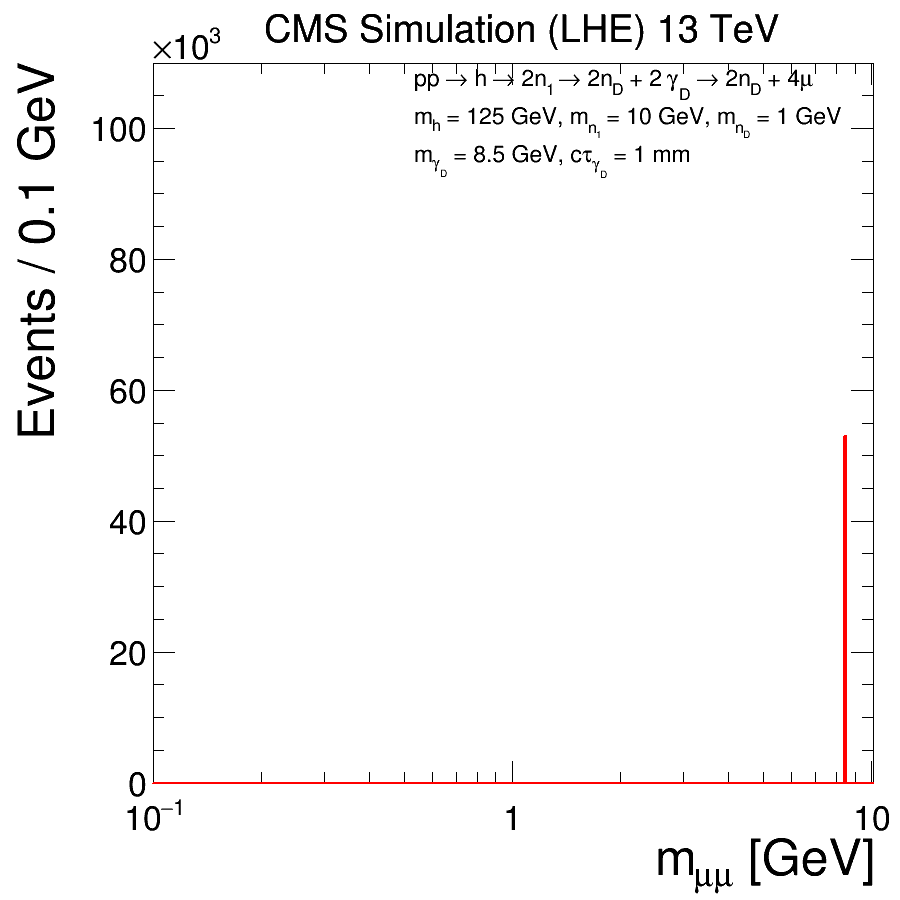 CMS Simulation (LHE) 13 TeV
×10³
pp → h → 2n₁ → 2n_D + 2 γ_D → 2n_D + 4μ
m_h = 125 GeV, m_n₁ = 10 GeV, m_n_D = 1 GeV
m_γ_D = 8.5 GeV, cτ_γ_D = 1 mm
Events / 0.1 GeV
100
80
60
40
20
0
10⁻¹ 1 10
m_μμ [GeV]